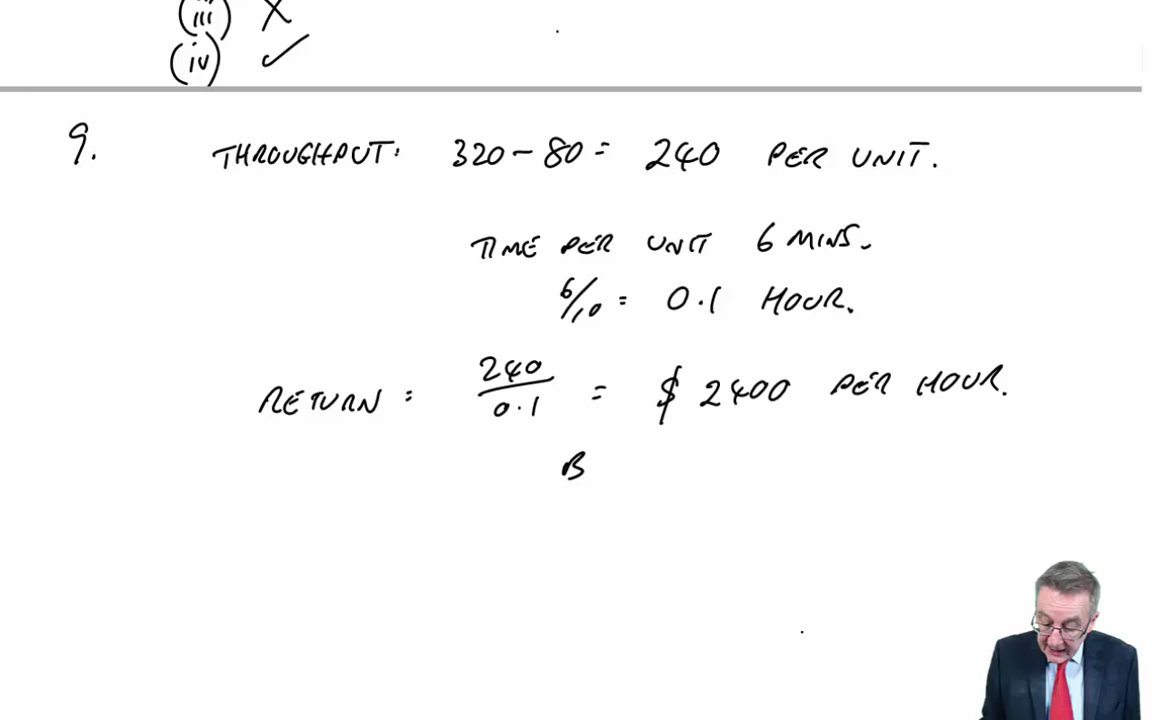 (iii) ✗
(iv) ✓
9. THROUGHPUT: 320 - 80 = 240 PER UNIT.
TIME PER UNIT 6 MINS.
6/10 = 0.1 HOUR.
RETURN: 240/0.1 = $ 2400 PER HOUR.
B